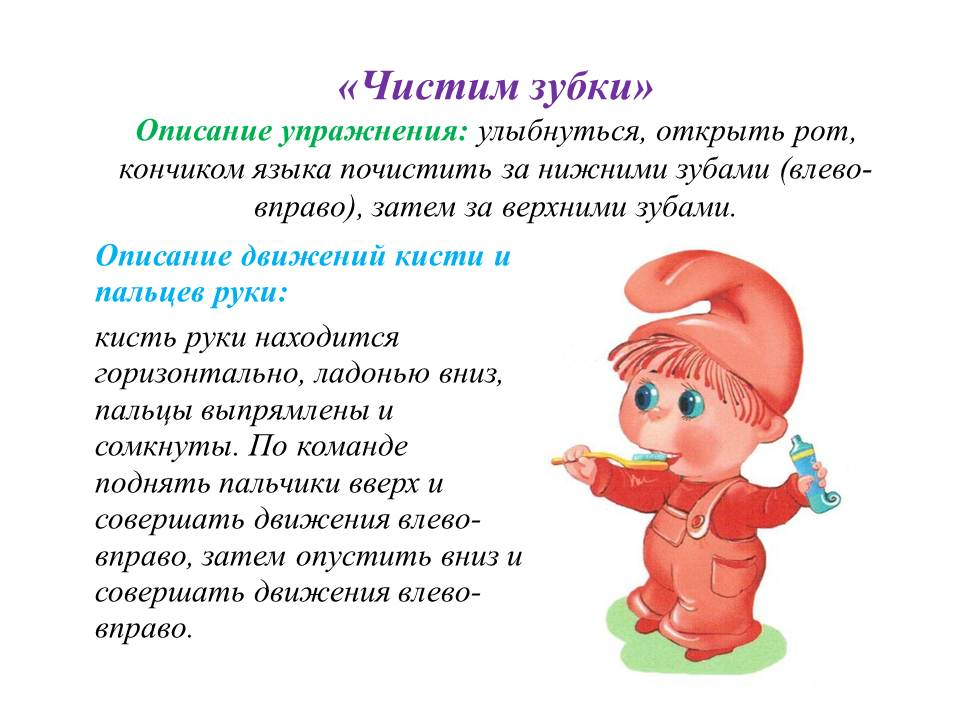 «Чистим зубки»
Описание упражнения: улыбнуться, открыть рот,
кончиком языка почистить за нижними зубами (влево-
вправо), затем за верхними зубами.
Описание движений кисти и
пальцев руки:
кисть руки находится
горизонтально, ладонью вниз,
пальцы выпрямлены и
сомкнуты. По команде
поднять пальчики вверх и
совершать движения влево-
вправо, затем опустить вниз и
совершать движения влево-
вправо.